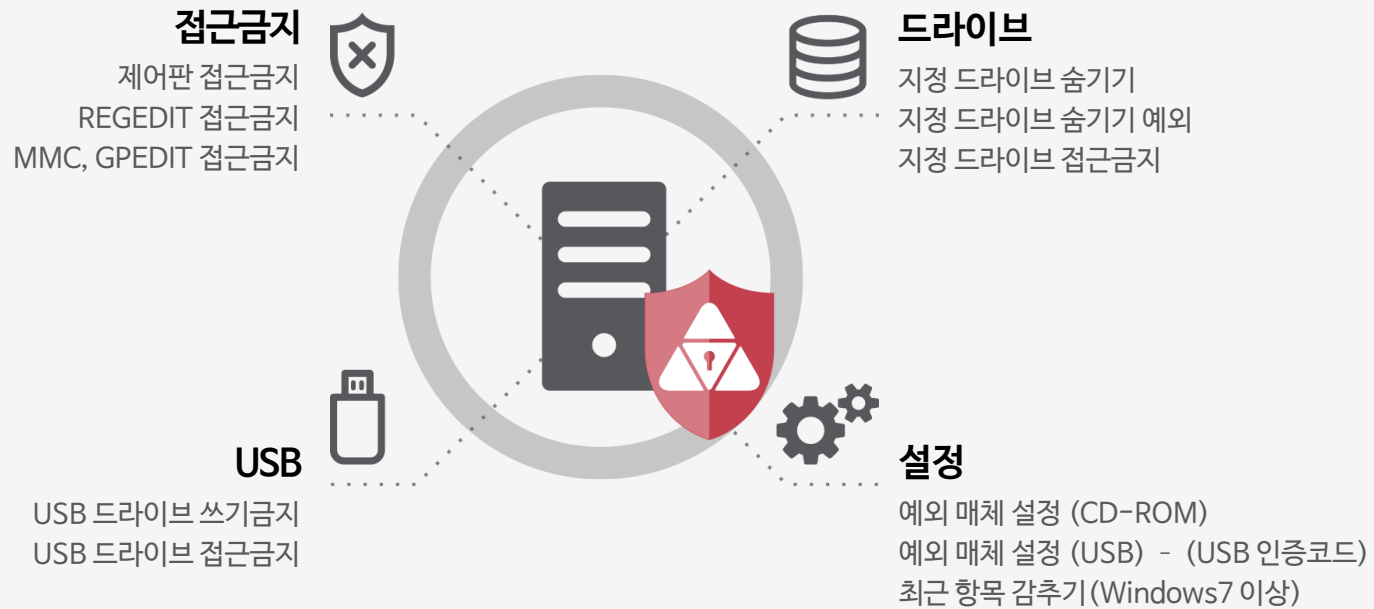 접근금지
제어판 접근금지
REGEDIT 접근금지
MMC, GPEDIT 접근금지
드라이브
지정 드라이브 숨기기
지정 드라이브 숨기기 예외
지정 드라이브 접근금지
USB
USB 드라이브 쓰기금지
USB 드라이브 접근금지
설정
예외 매체 설정 (CD-ROM)
예외 매체 설정 (USB) - (USB 인증코드)
최근 항목 감추기(Windows7 이상)